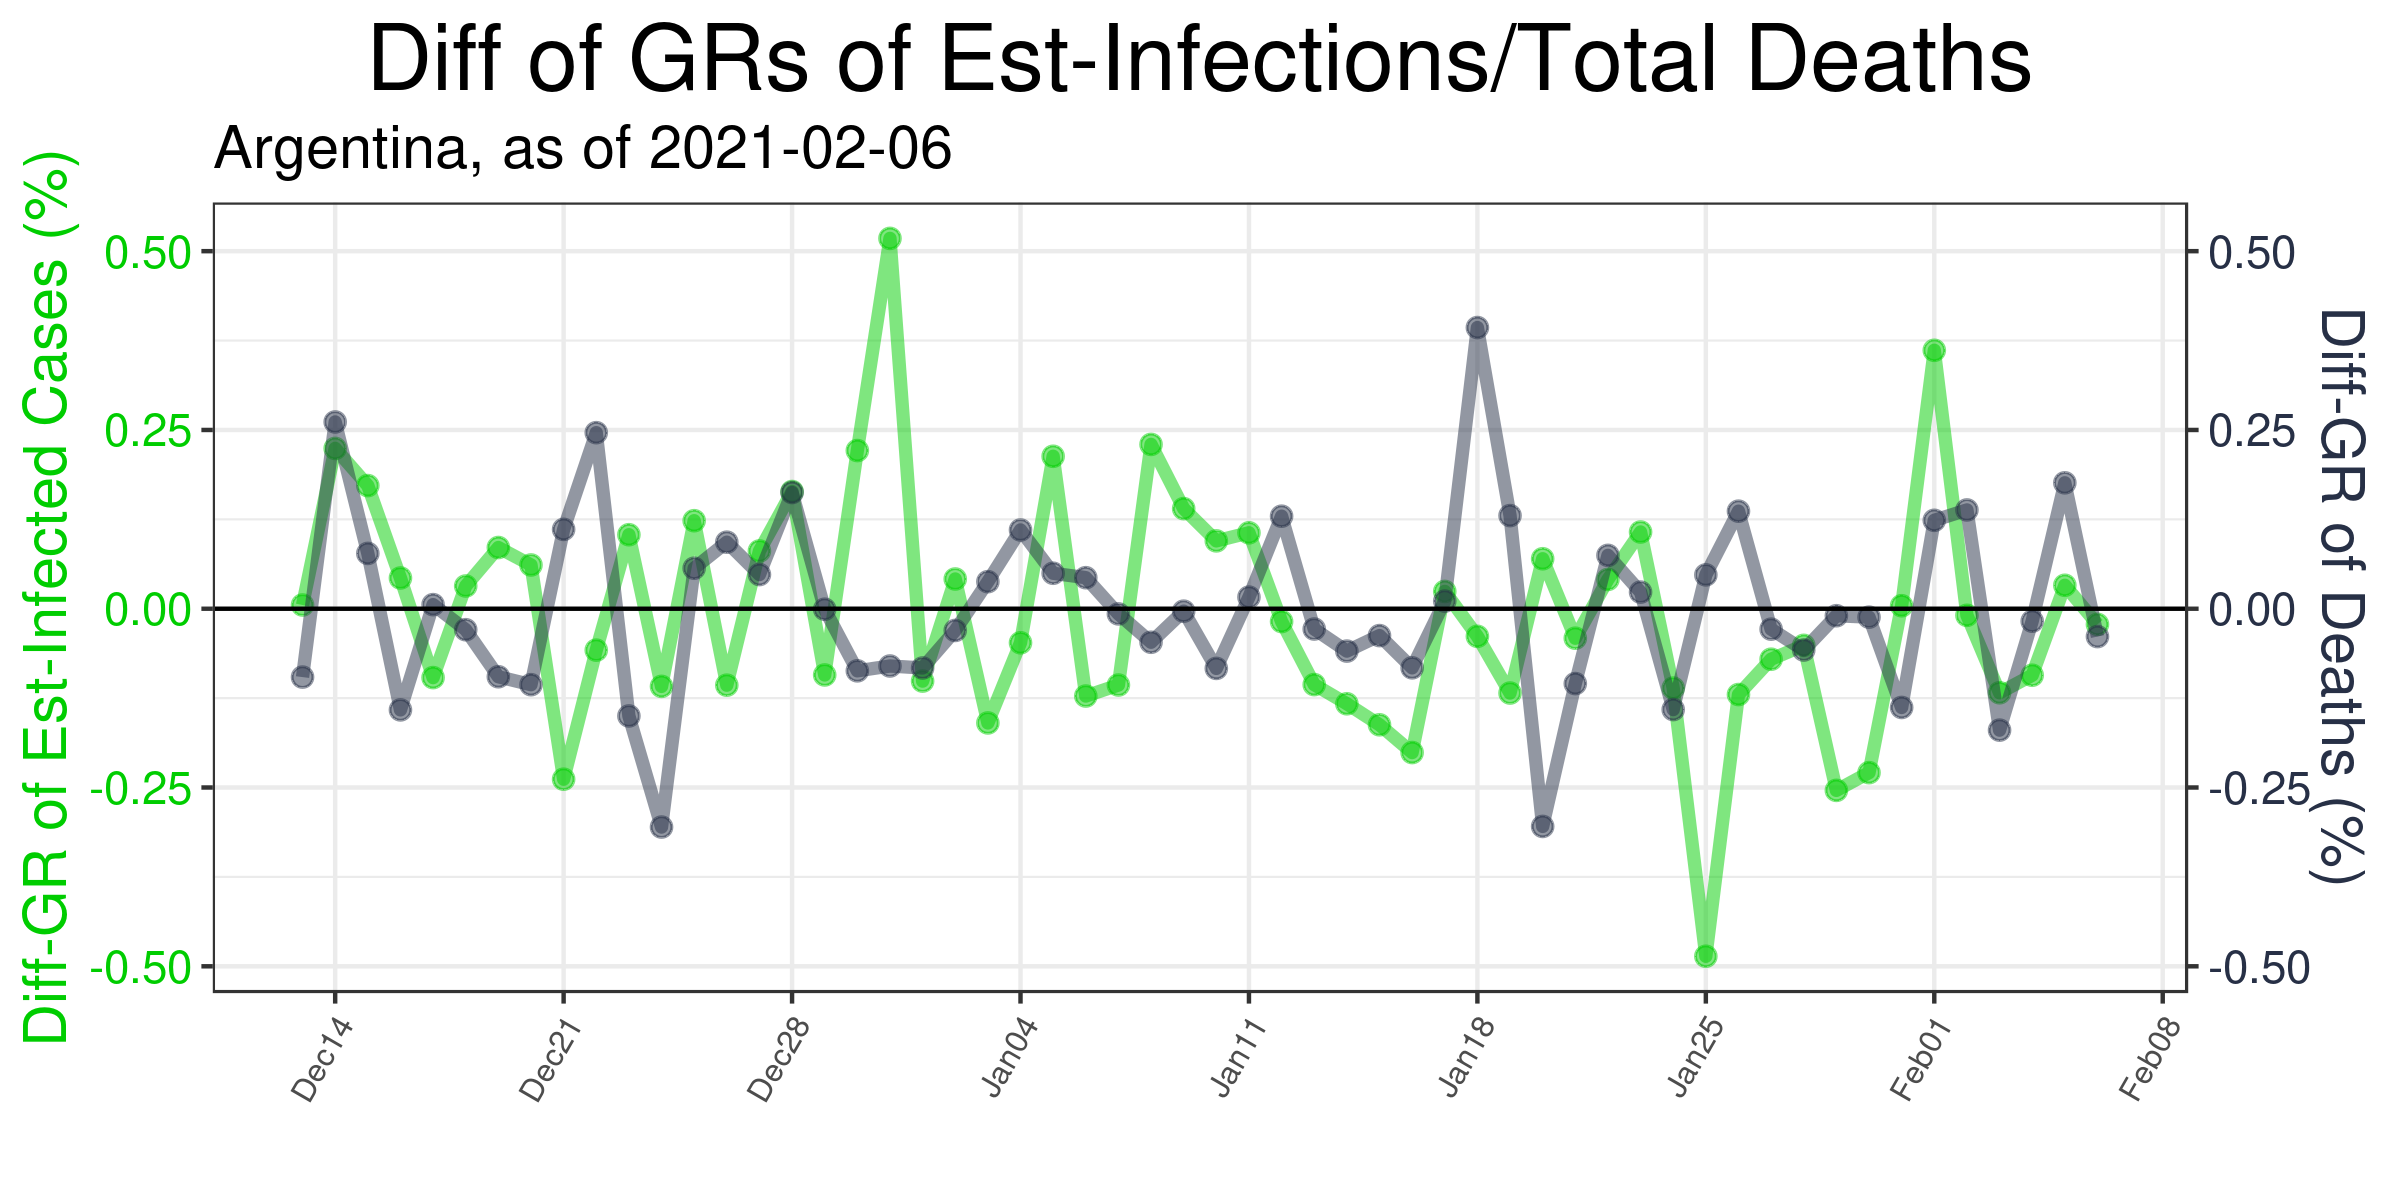 Diff of GRs of Est-Infections/Total Deaths
Argentina, as of 2021-02-06
Diff-GR of Est-Infected Cases (%)
0.50
0.25
0.00
-0.25
-0.50
0.50
0.25
0.00
-0.25
-0.50
Diff-GR of Deaths (%)
Dec14
Dec21
Dec28
Jan04
Jan11
Jan18
Jan25
Feb01
Feb08